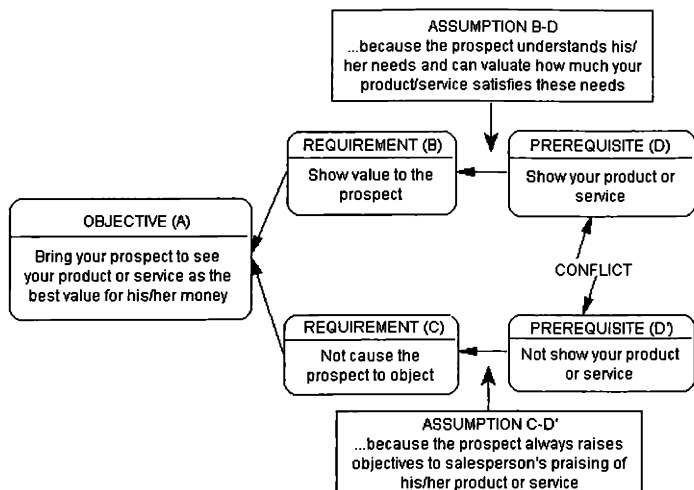 ASSUMPTION B-D
...because the prospect understands his/
her needs and can valuate how much your
product/service satisfies these needs
REQUIREMENT (B)
Show value to the
prospect
PREREQUISITE (D)
Show your product or
service
OBJECTIVE (A)
Bring your prospect to see
your product or service as the
best value for his/her money
CONFLICT
REQUIREMENT (C)
Not cause the
prospect to object
PREREQUISITE (D')
Not show your product
or service
ASSUMPTION C-D'
...because the prospect always raises
objectives to salesperson's praising of
his/her product or service